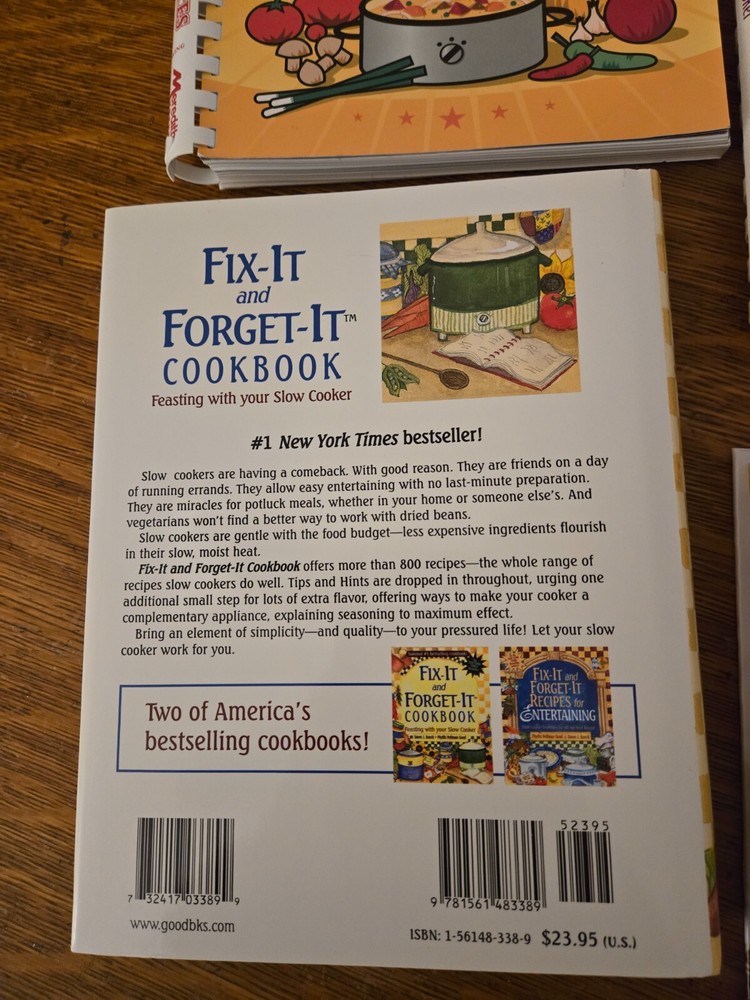 Meredith
FIX-IT
and
FORGET-IT™
COOKBOOK
Feasting with your Slow Cooker
#1 New York Times bestseller!
Slow cookers are having a comeback. With good reason. They are friends on a day
of running errands. They allow easy entertaining with no last-minute preparation.
They are miracles for potluck meals, whether in your home or someone else's. And
vegetarians won't find a better way to work with dried beans.
Slow cookers are gentle with the food budget—less expensive ingredients flourish
in their slow, moist heat.
Fix-It and Forget-It Cookbook offers more than 800 recipes—the whole range of
recipes slow cookers do well. Tips and Hints are dropped in throughout, urging one
additional small step for lots of extra flavor, offering ways to make your cooker a
complementary appliance, explaining seasoning to maximum effect.
Bring an element of simplicity—and quality—to your pressured life! Let your slow
cooker work for you.
Two of America's
bestselling cookbooks!
FIX-IT
and
FORGET-IT
COOKBOOK
Feasting with your Slow Cooker
FIX-IT and
FORGET-IT
RECIPES for
ENTERTAINING
7 32417 03389 9
52395
9 781561 483389
www.goodbks.com
ISBN: 1-56148-338-9 $23.95 (U.S.)